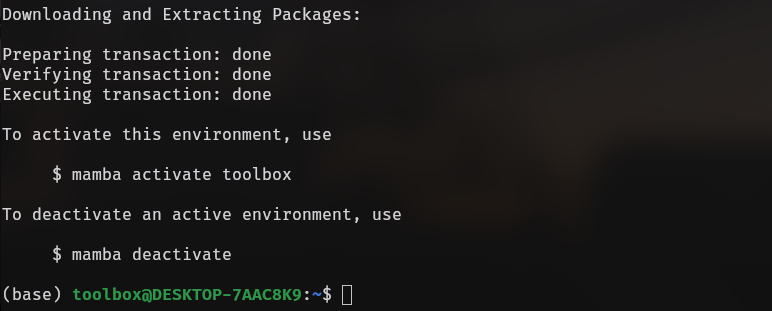 Downloading and Extracting Packages:
Preparing transaction: done
Verifying transaction: done
Executing transaction: done
To activate this environment, use
$ mamba activate toolbox
To deactivate an active environment, use
$ mamba deactivate
(base) toolbox@DESKTOP-7AAC8K9:~$